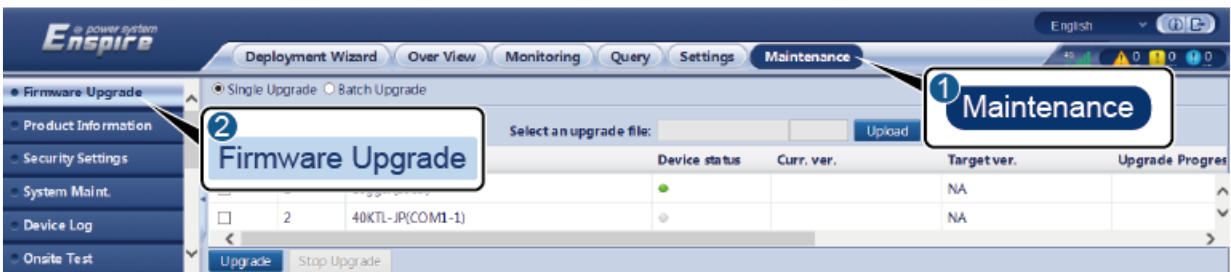 e power system
Enspire
English
Deployment Wizard Over View Monitoring Query Settings Maintenance
4G 0 0 0
Firmware Upgrade
Single Upgrade Batch Upgrade
1
Maintenance
Product Information
2
Firmware Upgrade
Select an upgrade file:
Upload
Security Settings
Device status Curr. ver. Target ver. Upgrade Progres
System Maint.
NA
Device Log
2 40KTL-JP(COM1-1) NA
Onsite Test
Upgrade Stop Upgrade